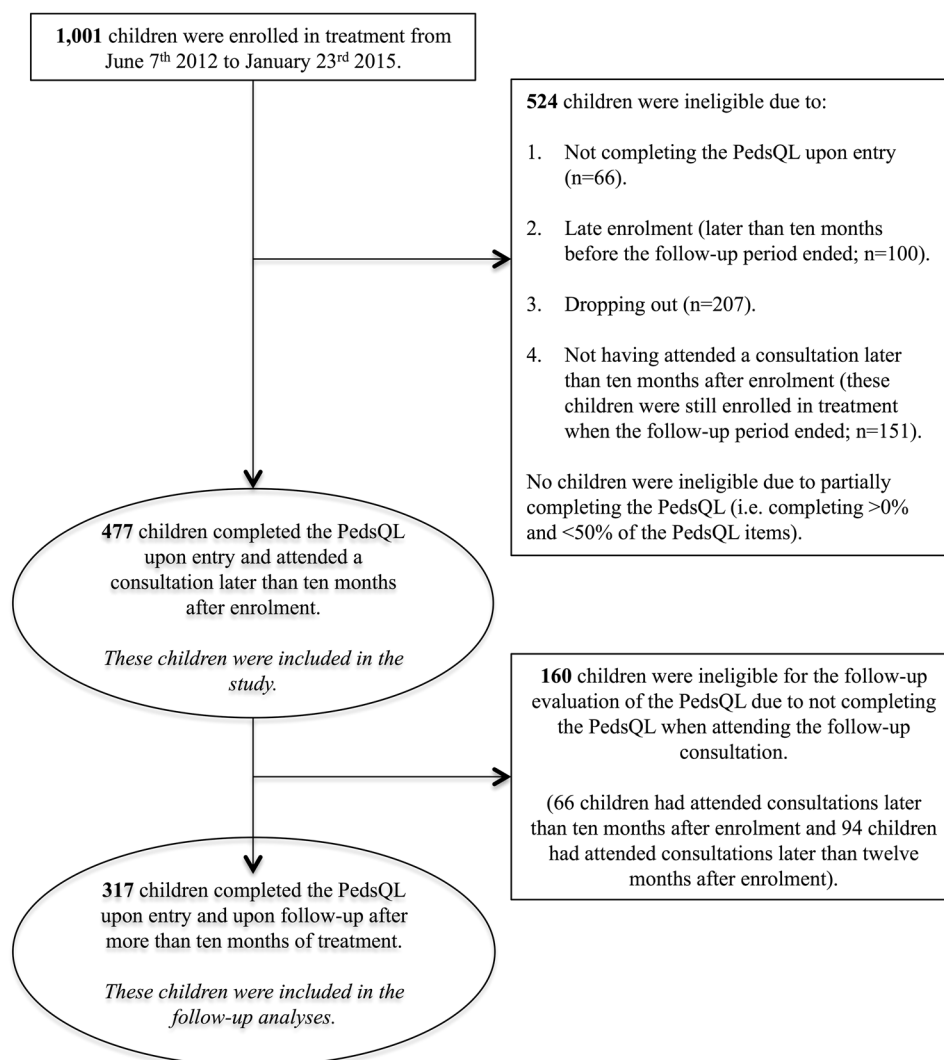 1,001 children were enrolled in treatment from
June 7th 2012 to January 23rd 2015.
524 children were ineligible due to:
1. Not completing the PedsQL upon entry
(n=66).
2. Late enrolment (later than ten months
before the follow-up period ended; n=100).
3. Dropping out (n=207).
4. Not having attended a consultation later
than ten months after enrolment (these
children were still enrolled in treatment
when the follow-up period ended; n=151).
No children were ineligible due to partially
completing the PedsQL (i.e. completing >0%
and <50% of the PedsQL items).
477 children completed the PedsQL
upon entry and attended a
consultation later than ten months
after enrolment.
These children were included in the
study.
160 children were ineligible for the follow-up
evaluation of the PedsQL due to not completing
the PedsQL when attending the follow-up
consultation.
(66 children had attended consultations later
than ten months after enrolment and 94 children
had attended consultations later than twelve
months after enrolment).
317 children completed the PedsQL
upon entry and upon follow-up after
more than ten months of treatment.
These children were included in the
follow-up analyses.